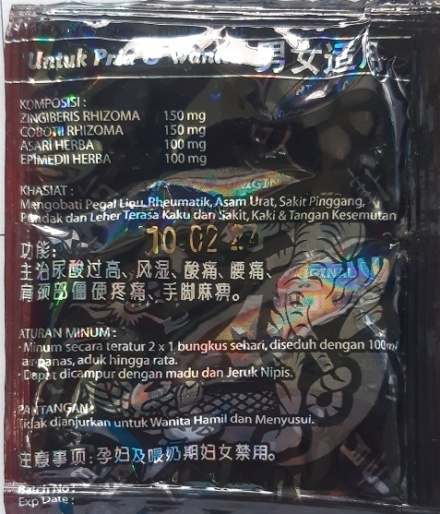 Untuk Pria & Wanita 男女适用
KOMPOSISI :
ZINGIBERIS RHIZOMA 150 mg
COBOTII RHIZOMA 150 mg
ASARI HERBA 100 mg
EPIMEDII HERBA 100 mg
KHASIAT :
Mengobati Pegal Linu, Rheumatik, Asam Urat, Sakit Pinggang,
Pundak dan Leher Terasa Kaku dan Sakit, Kaki & Tangan Kesemutan
10 02 27
功能:
主治尿酸过高、风湿、酸痛、腰痛、
肩颈部僵硬疼痛、手脚麻痹。
ATURAN MINUM :
- Minum secara teratur 2 x 1 bungkus sehari, diseduh dengan 100ml
air panas, aduk hingga rata.
- Dapat dicampur dengan madu dan Jeruk Nipis.
PANTANGAN :
Tidak dianjurkan untuk Wanita Hamil dan Menyusui.
注意事项:孕妇及喂奶期妇女禁用。
Batch No :
Exp Date :